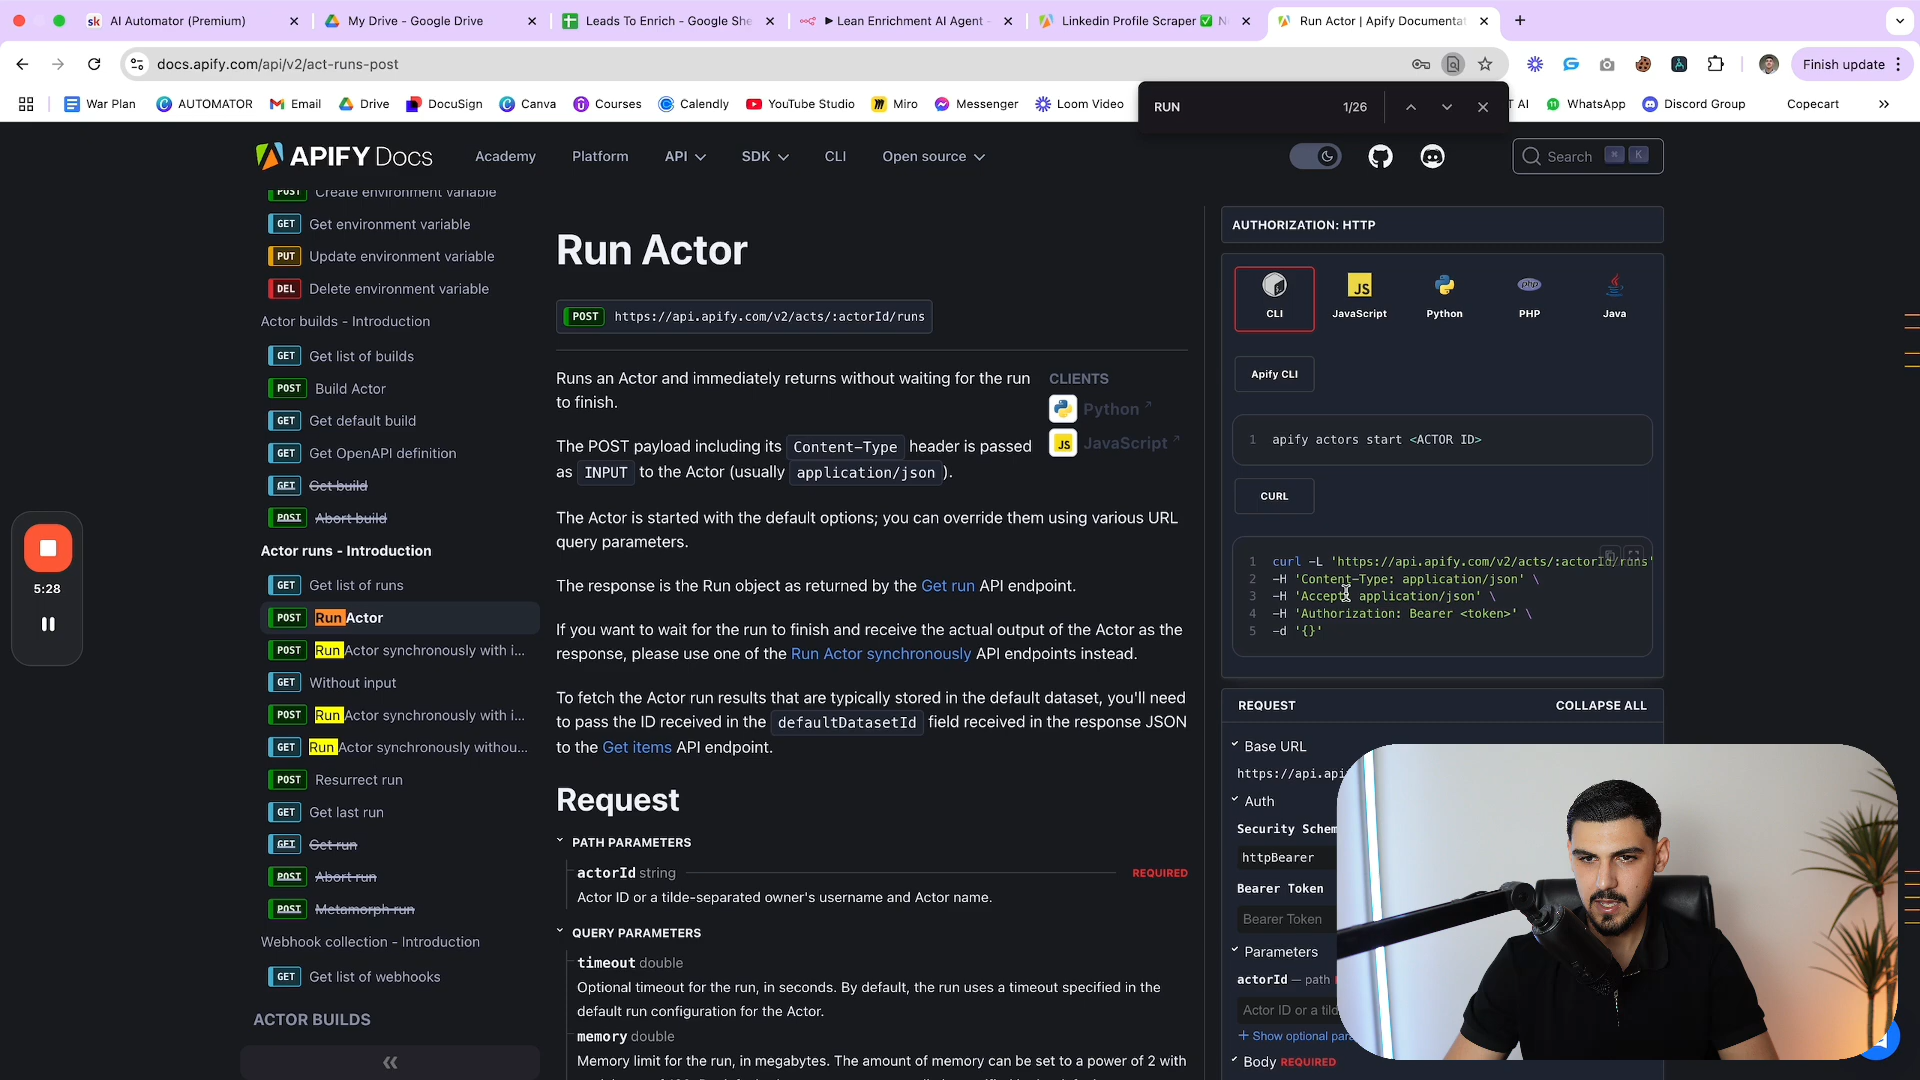 AI Automator (Premium)
My Drive - Google Drive
Leads To Enrich - Google She
Lean Enrichment AI Agent -
Linkedin Profile Scraper ✅ N
Run Actor | Apify Documentat
docs.apify.com/api/v2/act-runs-post
Finish update
War Plan
AUTOMATOR
Email
Drive
DocuSign
Canva
Courses
Calendly
YouTube Studio
Miro
Messenger
Loom Video
T AI
WhatsApp
Discord Group
Copecart
RUN 1/26
APIFY Docs
Academy
Platform
API
SDK
CLI
Open source
Search ⌘ K
POST Create environment variable
GET Get environment variable
PUT Update environment variable
DEL Delete environment variable
Actor builds - Introduction
GET Get list of builds
POST Build Actor
GET Get default build
GET Get OpenAPI definition
GET Get build
POST Abort build
Actor runs - Introduction
GET Get list of runs
POST Run Actor
POST Run Actor synchronously with i...
GET Without input
POST Run Actor synchronously with i...
GET Run Actor synchronously withou...
POST Resurrect run
GET Get last run
GET Get run
POST Abort run
POST Metamorph run
Webhook collection - Introduction
GET Get list of webhooks
ACTOR BUILDS
«
5:28
Run Actor
POST https://api.apify.com/v2/acts/:actorId/runs
Runs an Actor and immediately returns without waiting for the run
to finish.
CLIENTS
Python
JavaScript
The POST payload including its Content-Type header is passed
as INPUT to the Actor (usually application/json ).
The Actor is started with the default options; you can override them using various URL
query parameters.
The response is the Run object as returned by the Get run API endpoint.
If you want to wait for the run to finish and receive the actual output of the Actor as the
response, please use one of the Run Actor synchronously API endpoints instead.
To fetch the Actor run results that are typically stored in the default dataset, you'll need
to pass the ID received in the defaultDatasetId field received in the response JSON
to the Get items API endpoint.
Request
PATH PARAMETERS
actorId string REQUIRED
Actor ID or a tilde-separated owner's username and Actor name.
QUERY PARAMETERS
timeout double
Optional timeout for the run, in seconds. By default, the run uses a timeout specified in the
default run configuration for the Actor.
memory double
Memory limit for the run, in megabytes. The amount of memory can be set to a power of 2 with
AUTHORIZATION: HTTP
CLI
JS JavaScript
Python
php PHP
Java
Apify CLI
1 apify actors start <ACTOR ID>
CURL
1 curl -L 'https://api.apify.com/v2/acts/:actorId/runs'
2 -H 'Content-Type: application/json' \
3 -H 'Accept: application/json' \
4 -H 'Authorization: Bearer <token>' \
5 -d '{}'
REQUEST
COLLAPSE ALL
Base URL
https://api.api
Auth
Security Schem
httpBearer
Bearer Token
Bearer Token
Parameters
actorId — path
Actor ID or a tild
+ Show optional par
Body REQUIRED